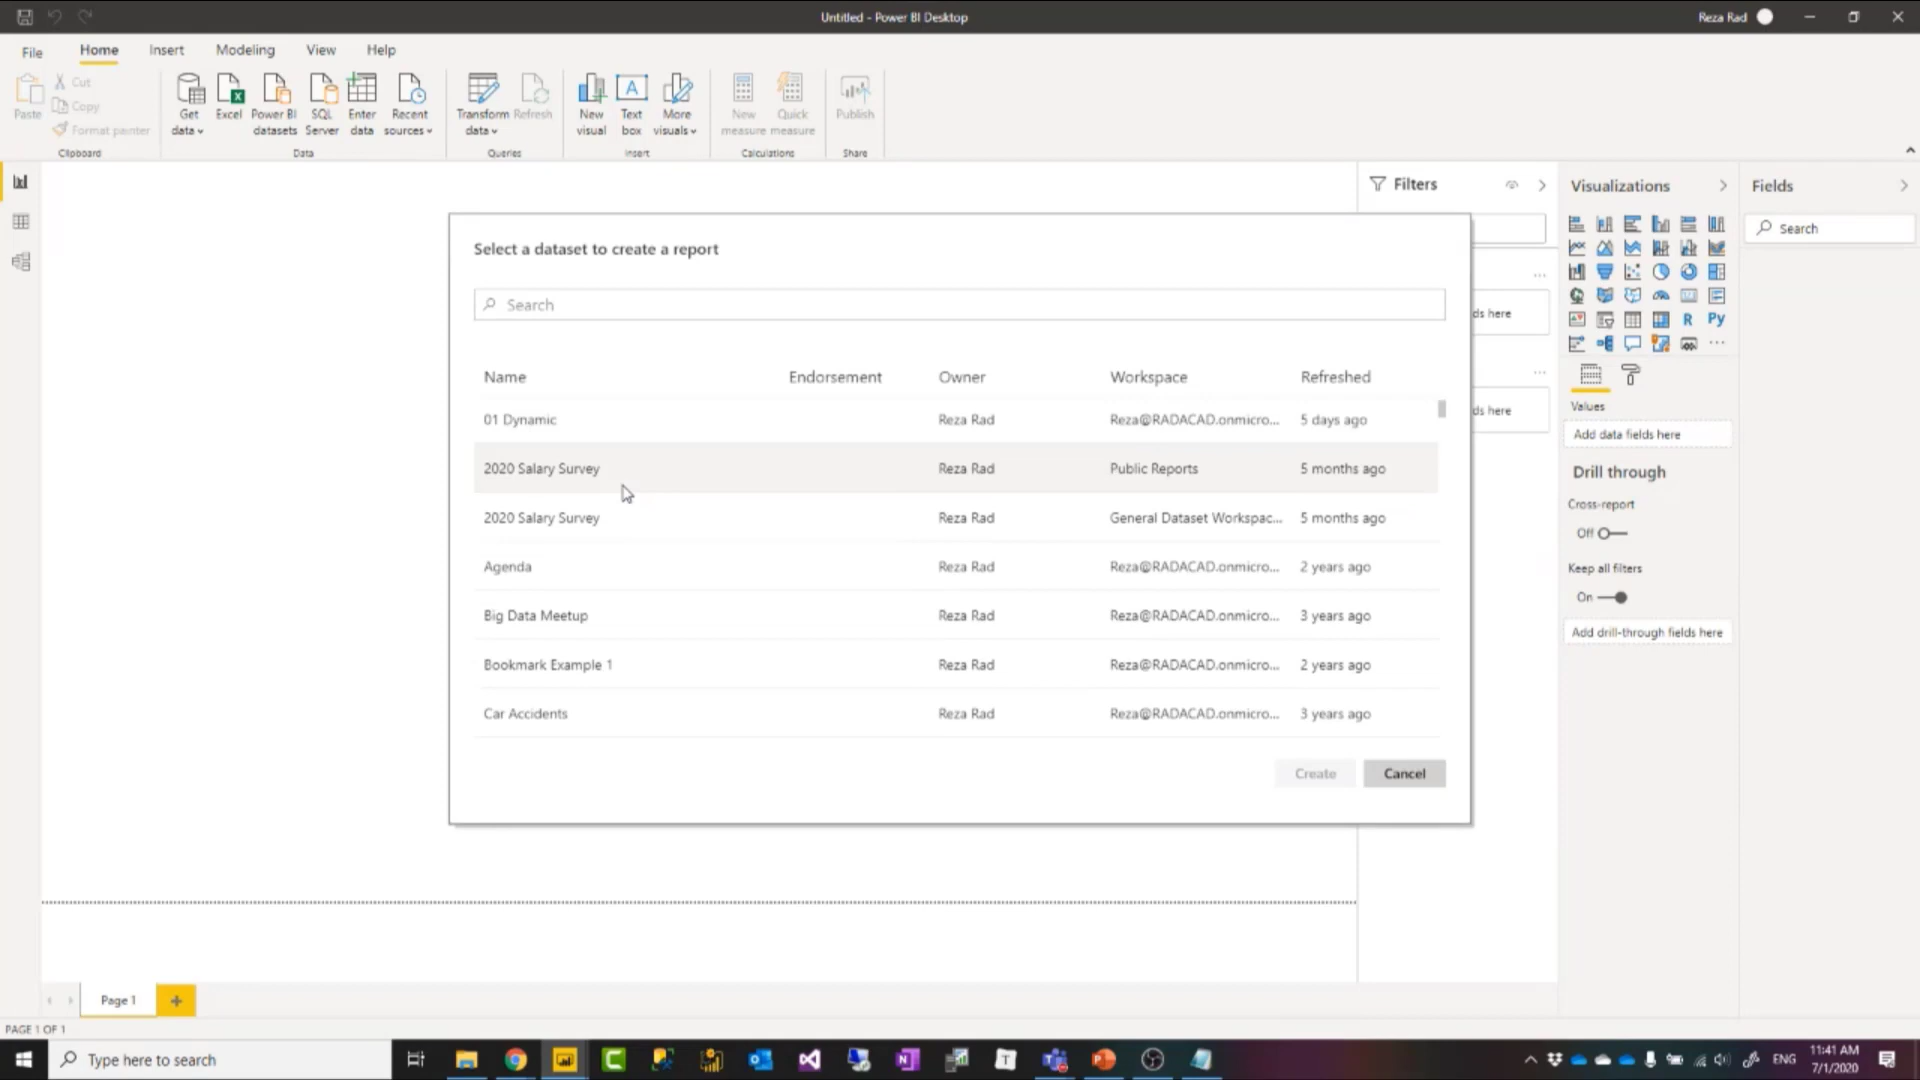 Untitled - Power BI Desktop
Reza Rad
File Home Insert Modeling View Help
Paste
Cut
Copy
Format painter
Clipboard
Get data
Excel
Power BI datasets
SQL Server
Enter data
Recent sources
Data
Transform data
Refresh
Queries
New visual
Text box
More visuals
Insert
New measure
Quick measure
Calculations
Publish
Share
Filters
ds here
ds here
Visualizations
R
Py
Values
Add data fields here
Drill through
Cross-report
Off
Keep all filters
On
Add drill-through fields here
Fields
Search
Select a dataset to create a report
Search
Name Endorsement Owner Workspace Refreshed
01 Dynamic Reza Rad Reza@RADACAD.onmicro... 5 days ago
2020 Salary Survey Reza Rad Public Reports 5 months ago
2020 Salary Survey Reza Rad General Dataset Workspac... 5 months ago
Agenda Reza Rad Reza@RADACAD.onmicro... 2 years ago
Big Data Meetup Reza Rad Reza@RADACAD.onmicro... 3 years ago
Bookmark Example 1 Reza Rad Reza@RADACAD.onmicro... 2 years ago
Car Accidents Reza Rad Reza@RADACAD.onmicro... 3 years ago
Create Cancel
Page 1
PAGE 1 OF 1
Type here to search
ENG
11:41 AM
7/1/2020